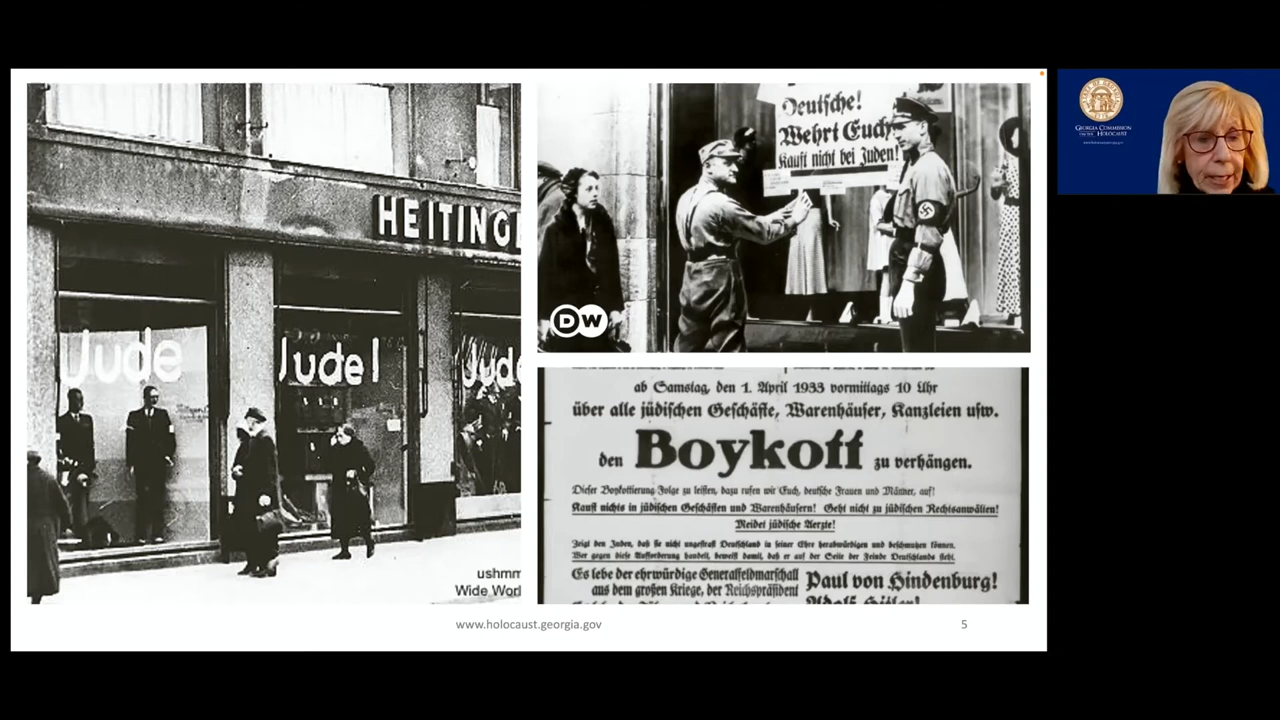 HEITING
Jude
Jude!
Jude
ushmm
Wide Worl
Deutsche!
Wehrt Euch
Kauft nicht bei Juden!
DW
ab Samstag, den 1. April 1933 vormittags 10 Uhr
über alle jüdischen Geschäfte, Warenhäuser, Kanzleien usw.
den Boykott zu verhängen.
Dieser Boykottierung Folge zu leisten, dazu rufen wir Euch, deutsche Frauen und Männer, auf!
Kauft nichts in jüdischen Geschäften und Warenhäusern! Geht nicht zu jüdischen Rechtsanwälten!
Meidet jüdische Aerzte!
Zeigt den Juden, daß sie nicht ungestraft Deutschland in seiner Ehre herabwürdigen und beschmutzen können.
Wer gegen diese Aufforderung handelt, beweist damit, daß er auf der Seite der Feinde Deutschlands steht.
Es lebe der ehrwürdige Generalfeldmarschall
aus dem großen Kriege, der Reichspräsident
Paul von Hindenburg!
Adolf Hitler!
www.holocaust.georgia.gov
5
GEORGIA COMMISSION
ON THE HOLOCAUST